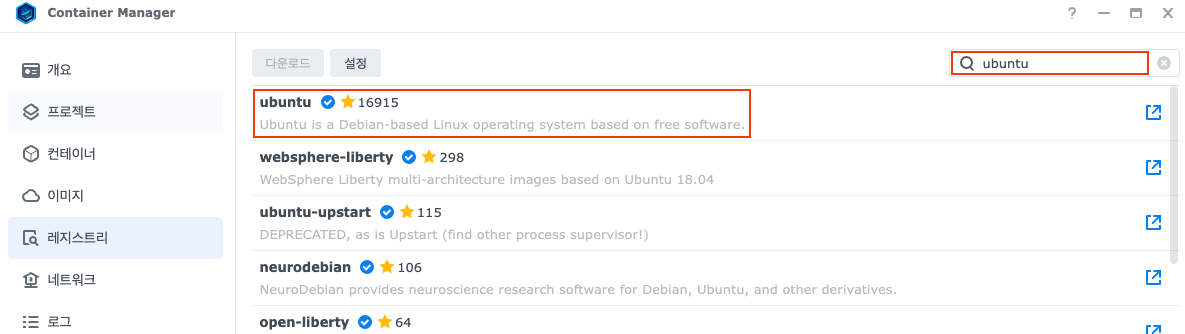 Container Manager
개요
프로젝트
컨테이너
이미지
레지스트리
네트워크
로그
다운로드 설정
ubuntu
ubuntu 16915
Ubuntu is a Debian-based Linux operating system based on free software.
websphere-liberty 298
WebSphere Liberty multi-architecture images based on Ubuntu 18.04
ubuntu-upstart 115
DEPRECATED, as is Upstart (find other process supervisor!)
neurodebian 106
NeuroDebian provides neuroscience research software for Debian, Ubuntu, and other derivatives.
open-liberty 64